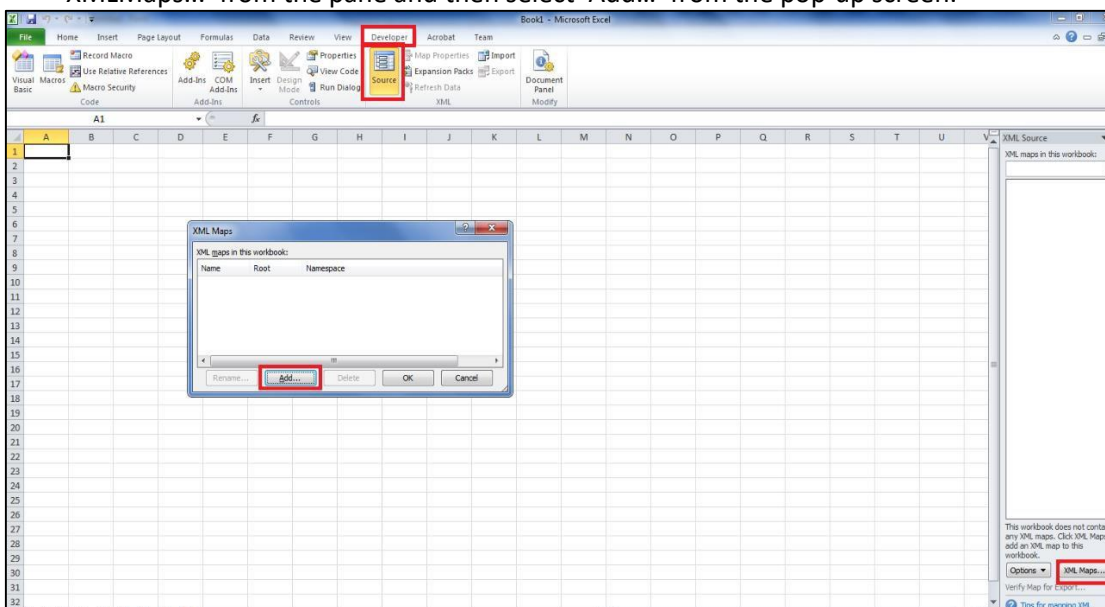 XMLMaps…" from the pane and then select "Add…" from the pop-up screen.
Book1 - Microsoft Excel
File Home Insert Page Layout Formulas Data Review View Developer Acrobat Team
Visual Basic
Macros
Record Macro
Use Relative References
Macro Security
Code
Add-Ins
COM Add-Ins
Add-Ins
Insert
Design Mode
Properties
View Code
Run Dialog
Controls
Source
Map Properties
Expansion Packs
Refresh Data
Import
Export
XML
Document Panel
Modify
A1
fx
A B C D E F G H I J K L M N O P Q R S T U V
1
2
3
4
5
6
7
8
9
10
11
12
13
14
15
16
17
18
19
20
21
22
23
24
25
26
27
28
29
30
31
32
XML Maps
XML maps in this workbook:
Name Root Namespace
Rename... Add... Delete OK Cancel
XML Source
XML maps in this workbook:
This workbook does not conta
any XML maps. Click XML Maps
add an XML map to this
workbook.
Options XML Maps...
Verify Map for Export...
Tips for mapping XML